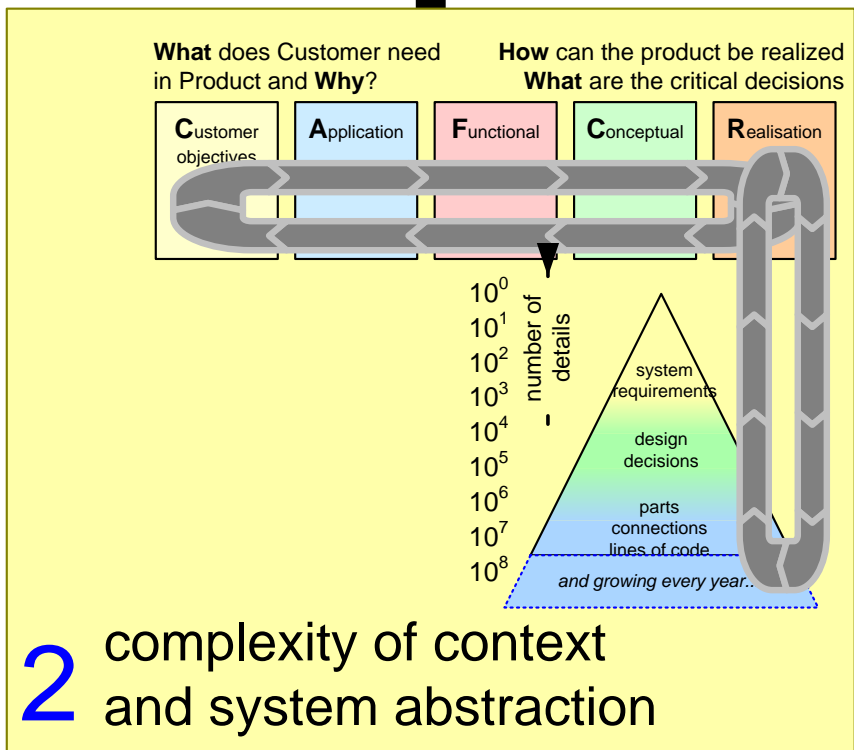 What does Customer need
in Product and Why?
How can the product be realized
What are the critical decisions
Customer
objectives
Application
Functional
Conceptual
Realisation
10^0
10^1
10^2
10^3
10^4
10^5
10^6
10^7
10^8
number of
details
system
requirements
design
decisions
parts
connections
lines of code
and growing every year..
2
complexity of context
and system abstraction